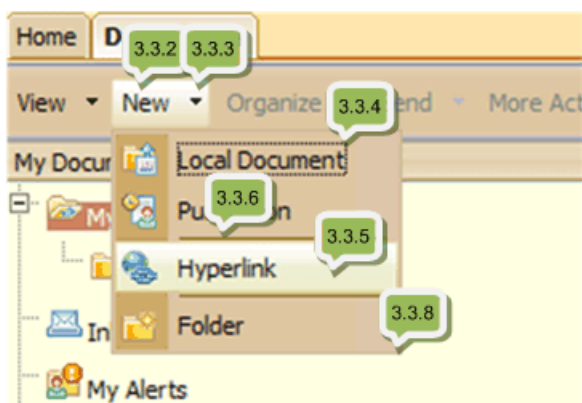 Home D
3.3.2 3.3.3
View New Organize end More Act
3.3.4
My Docu Local Document
3.3.6
My Pu on
3.3.5
Hyperlink
3.3.8
In Folder
My Alerts